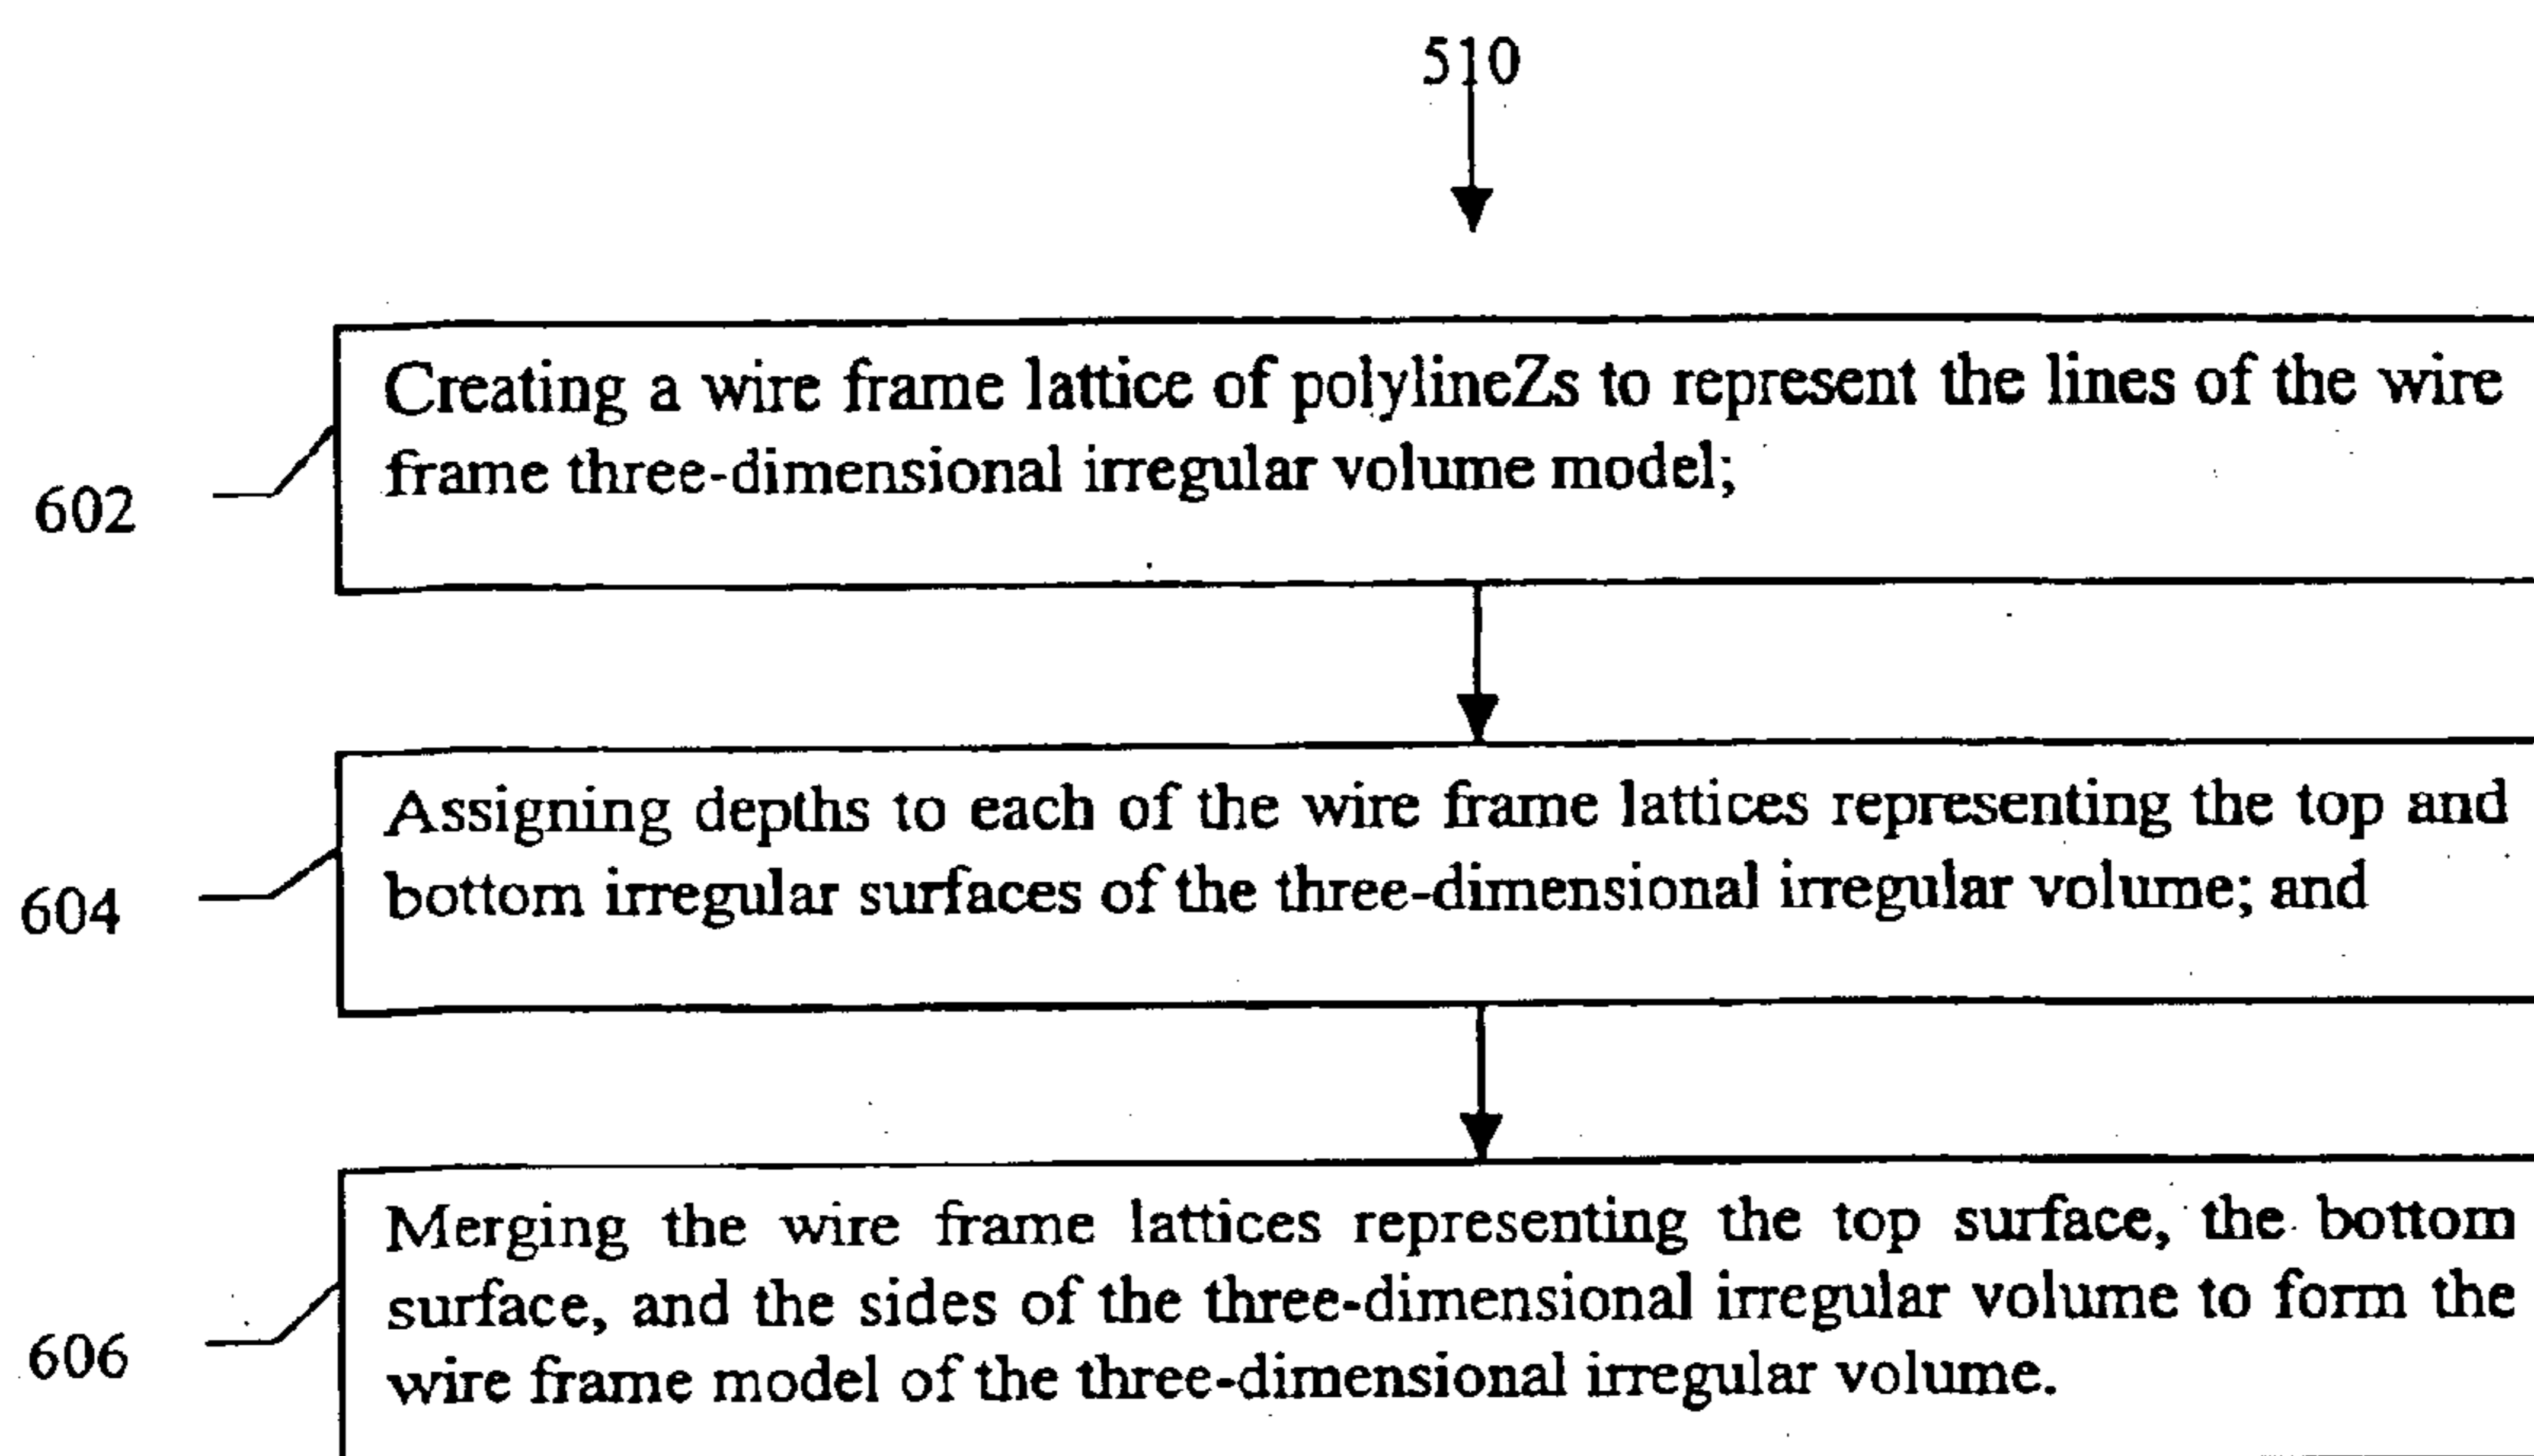 510
Creating a wire frame lattice of polylineZs to represent the lines of the wire
frame three-dimensional irregular volume model;
602
Assigning depths to each of the wire frame lattices representing the top and
bottom irregular surfaces of the three-dimensional irregular volume; and
604
Merging the wire frame lattices representing the top surface, the bottom
surface, and the sides of the three-dimensional irregular volume to form the
wire frame model of the three-dimensional irregular volume.
606